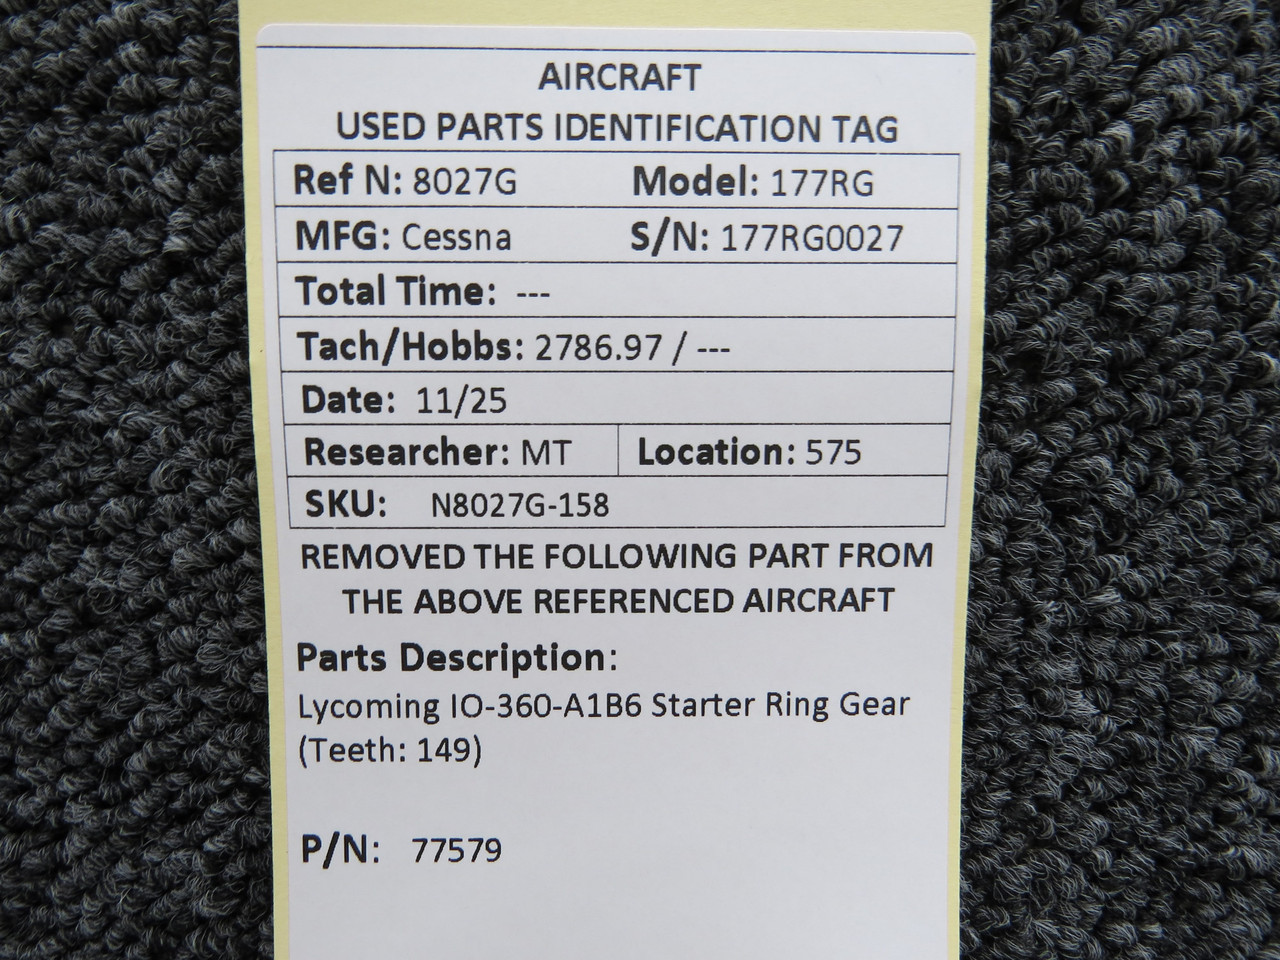 AIRCRAFT
USED PARTS IDENTIFICATION TAG
Ref N: 8027G Model: 177RG
MFG: Cessna S/N: 177RG0027
Total Time: ---
Tach/Hobbs: 2786.97 / ---
Date: 11/25
Researcher: MT Location: 575
SKU: N8027G-158
REMOVED THE FOLLOWING PART FROM
THE ABOVE REFERENCED AIRCRAFT
Parts Description:
Lycoming IO-360-A1B6 Starter Ring Gear
(Teeth: 149)
P/N: 77579